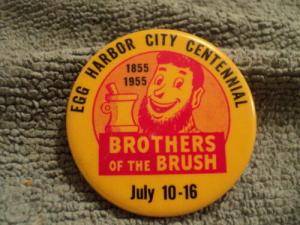 EGG HARBOR CITY CENTENNIAL
1855
1955
BROTHERS
OF THE BRUSH
July 10-16